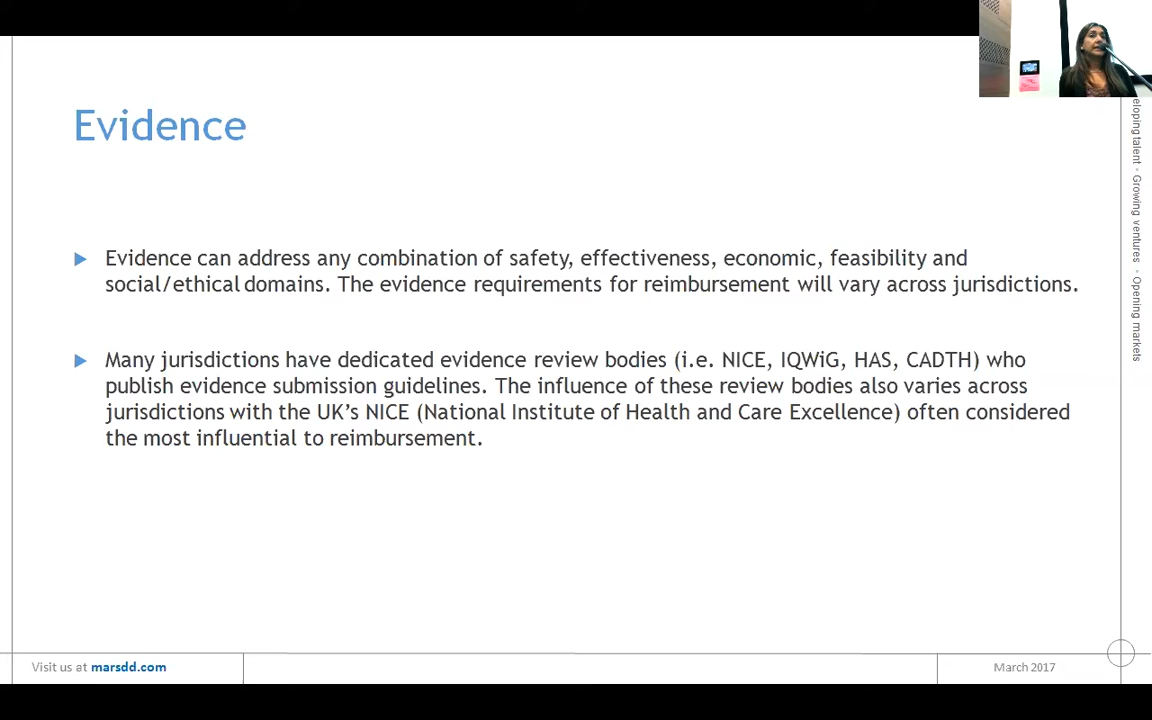 Evidence
Evidence can address any combination of safety, effectiveness, economic, feasibility and
social/ethical domains. The evidence requirements for reimbursement will vary across jurisdictions.
Many jurisdictions have dedicated evidence review bodies (i.e. NICE, IQWiG, HAS, CADTH) who
publish evidence submission guidelines. The influence of these review bodies also varies across
jurisdictions with the UK's NICE (National Institute of Health and Care Excellence) often considered
the most influential to reimbursement.
talent • Growing ventures • Opening markets
Visit us at marsdd.com
March 2017